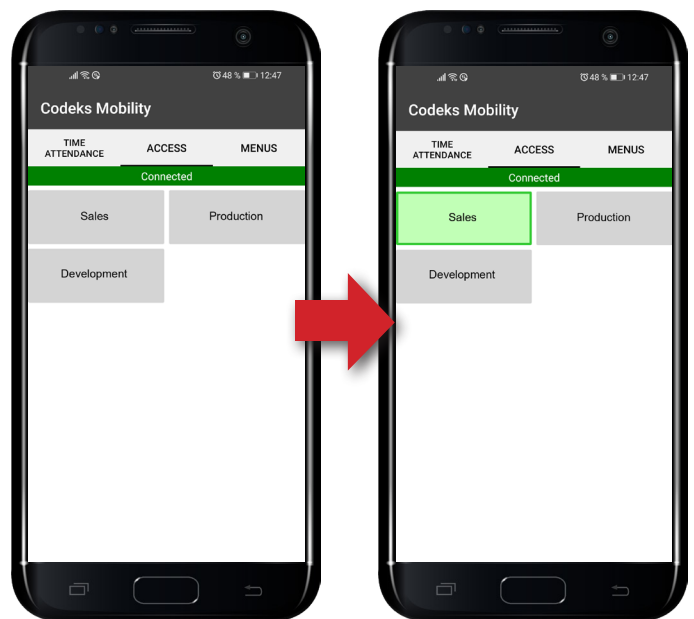 48 % 12:47
Codeks Mobility
TIME
ATTENDANCE
ACCESS
MENUS
Connected
Sales
Production
Development
48 % 12:47
Codeks Mobility
TIME
ATTENDANCE
ACCESS
MENUS
Connected
Sales
Production
Development